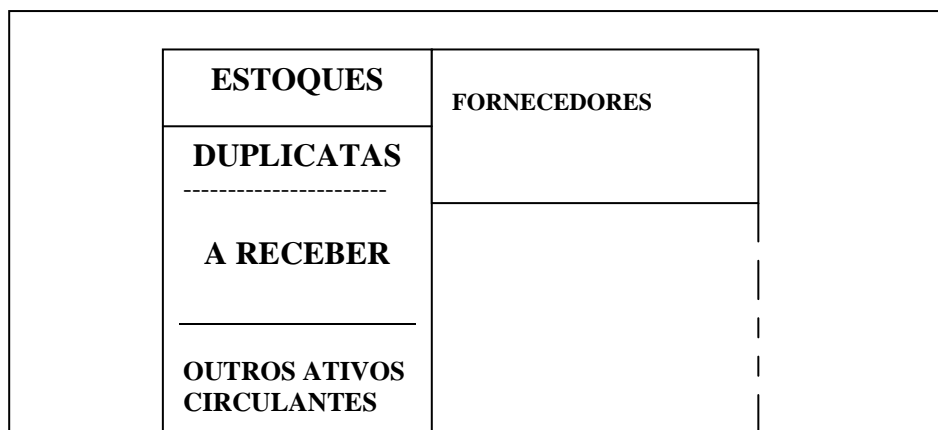 ESTOQUES
FORNECEDORES
DUPLICATAS
-----------------------
A RECEBER
OUTROS ATIVOS
CIRCULANTES